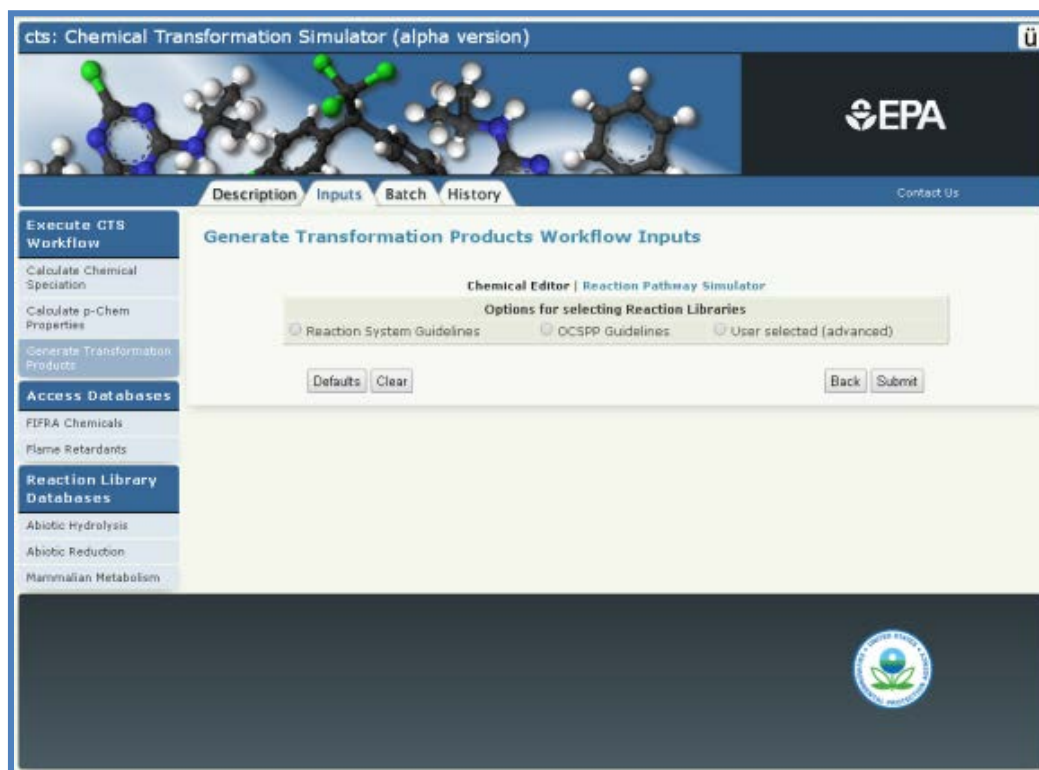 cts: Chemical Transformation Simulator (alpha version)
ü
EPA
Description Inputs Batch History
Contact Us
Execute CTS
Workflow
Calculate Chemical
Speciation
Calculate p-Chem
Properties
Generate Transformation
Products
Access Databases
FIFRA Chemicals
Flame Retardants
Reaction Library
Databases
Abiotic Hydrolysis
Abiotic Reduction
Mammalian Metabolism
Generate Transformation Products Workflow Inputs
Chemical Editor | Reaction Pathway Simulator
Options for selecting Reaction Libraries
Reaction System Guidelines OCSPP Guidelines User selected (advanced)
Defaults Clear Back Submit
UNITED STATES